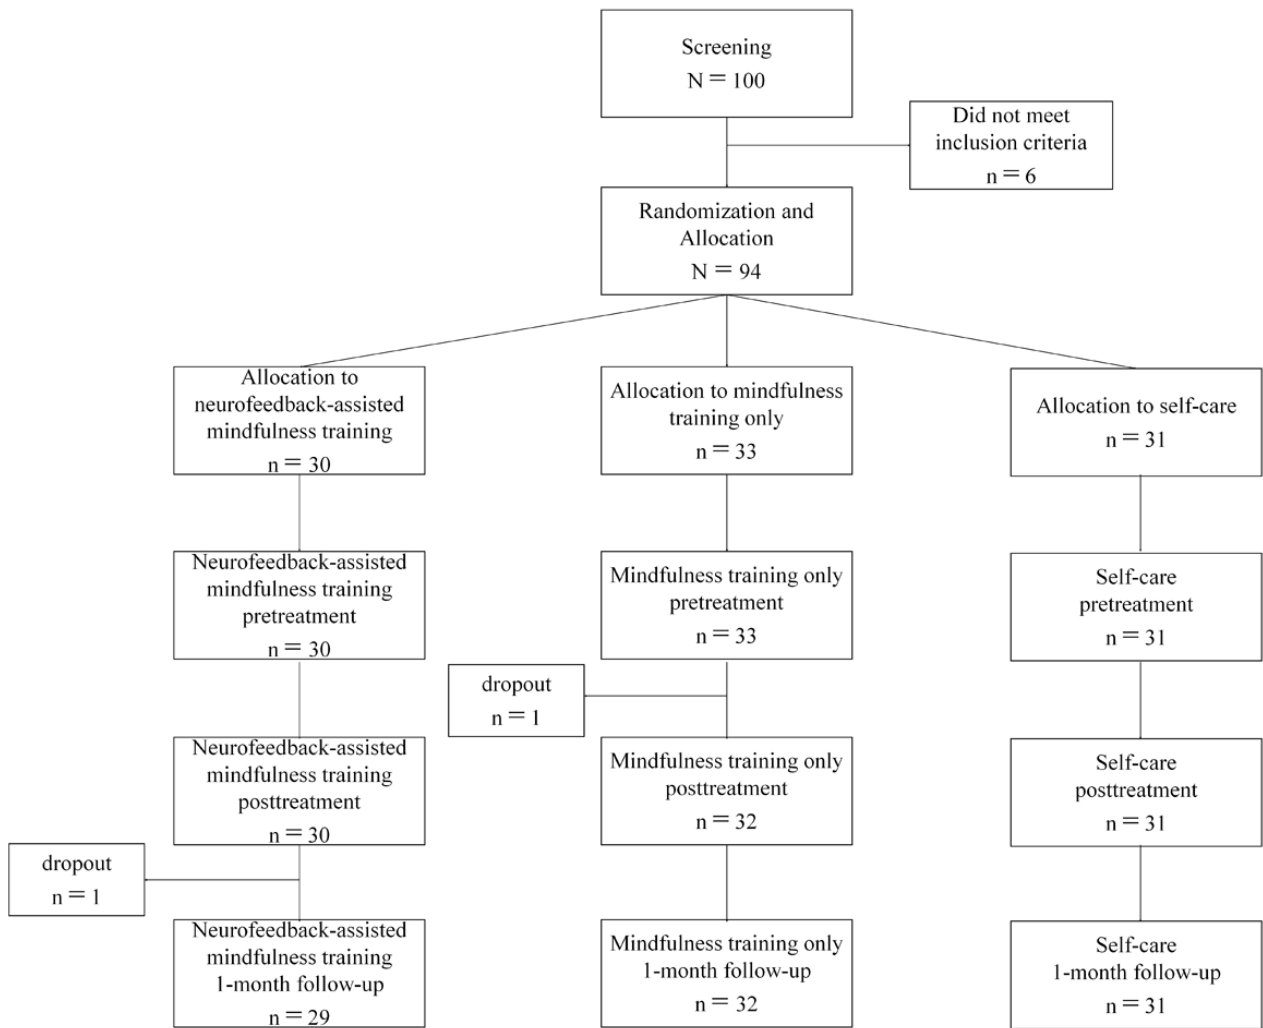 Screening
N = 100
Did not meet
inclusion criteria
n = 6
Randomization and
Allocation
N = 94
Allocation to
neurofeedback-assisted
mindfulness training
n = 30
Allocation to mindfulness
training only
n = 33
Allocation to self-care
n = 31
Neurofeedback-assisted
mindfulness training
pretreatment
n = 30
Mindfulness training only
pretreatment
n = 33
Self-care
pretreatment
n = 31
dropout
n = 1
Neurofeedback-assisted
mindfulness training
posttreatment
n = 30
Mindfulness training only
posttreatment
n = 32
Self-care
posttreatment
n = 31
dropout
n = 1
Neurofeedback-assisted
mindfulness training
1-month follow-up
n = 29
Mindfulness training only
1-month follow-up
n = 32
Self-care
1-month follow-up
n = 31